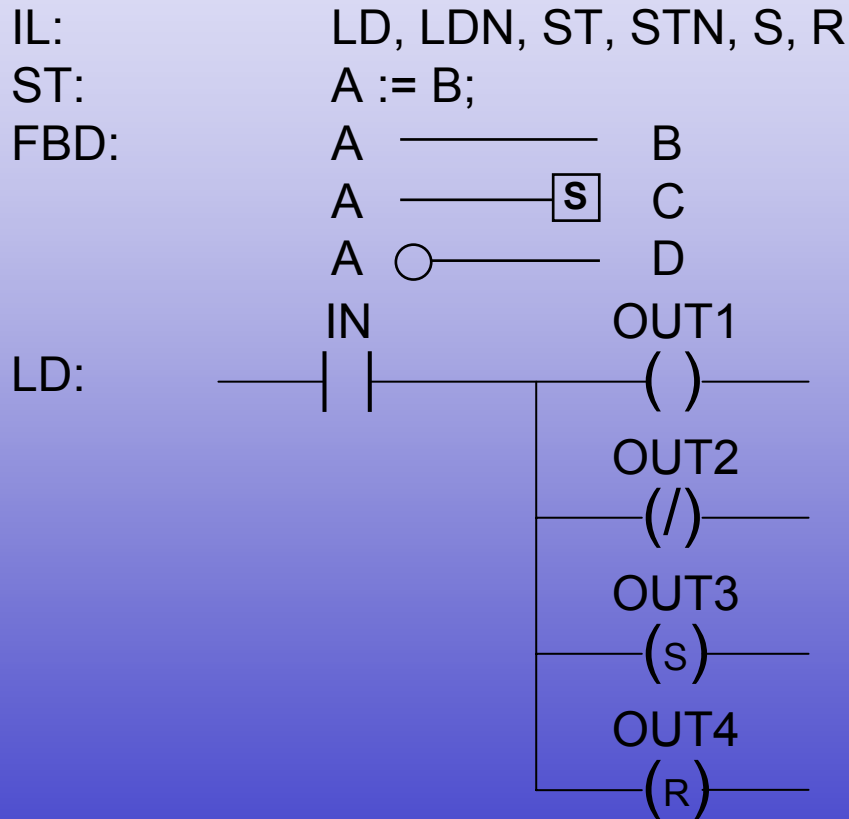 IL: LD, LDN, ST, STN, S, R
ST: A := B;
FBD: A B
A S C
A D
IN OUT1
LD: ( )
OUT2
(/)
OUT3
(S)
OUT4
(R)